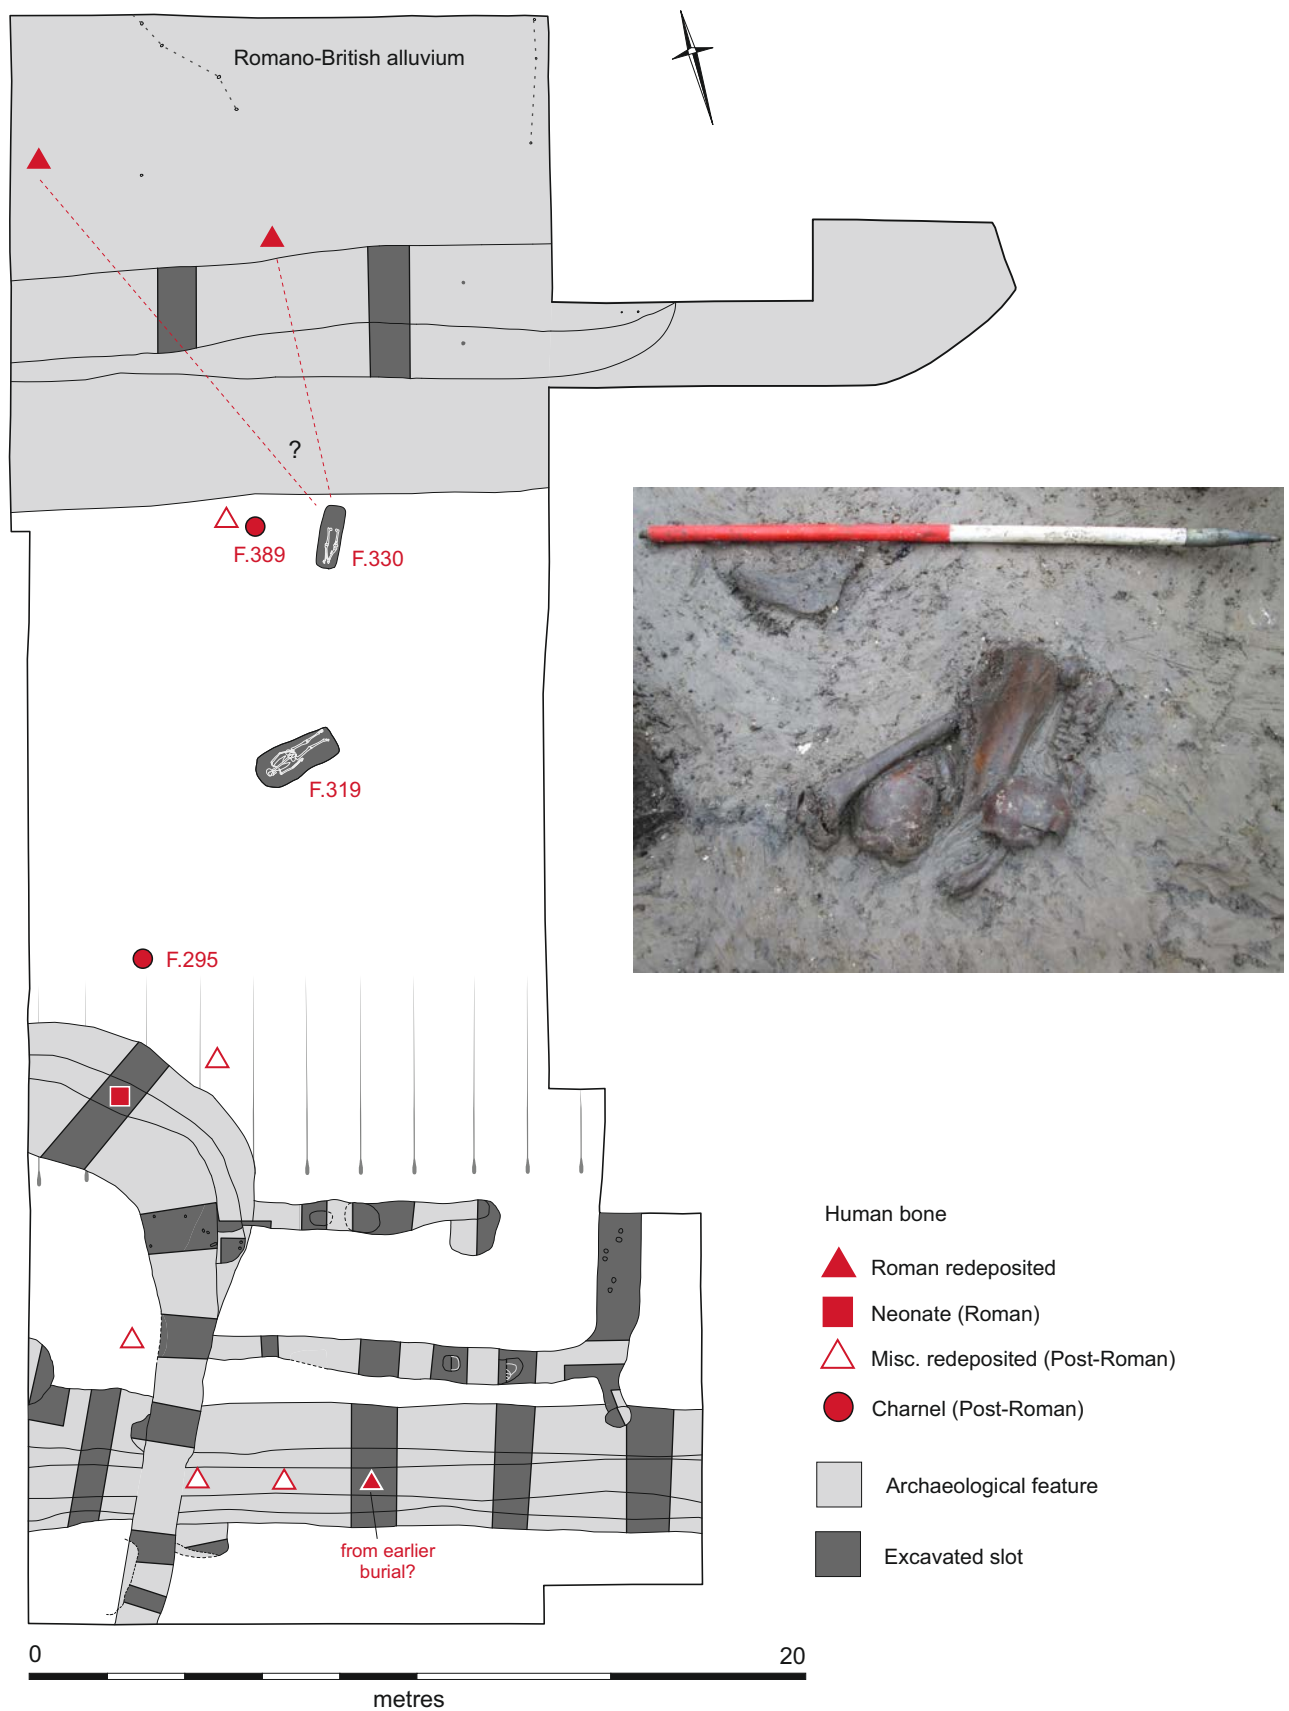 Romano-British alluvium
?
F.389
F.330
F.319
F.295
from earlier
burial?
Human bone
Roman redeposited
Neonate (Roman)
Misc. redeposited (Post-Roman)
Charnel (Post-Roman)
Archaeological feature
Excavated slot
0
20
metres